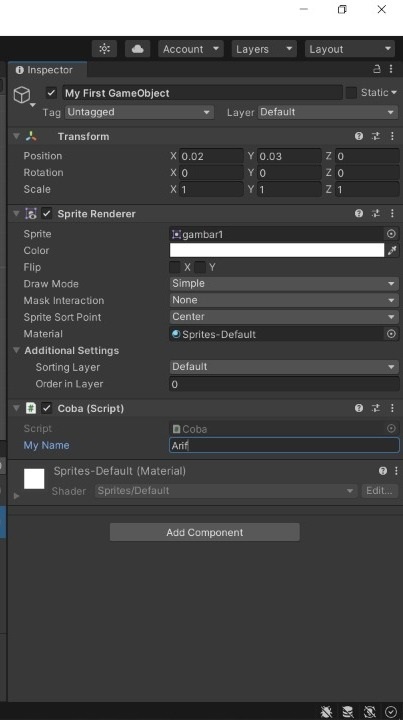 Account Layers Layout
Inspector
My First GameObject Static
Tag Untagged Layer Default
Transform
Position X 0.02 Y 0.03 Z 0
Rotation X 0 Y 0 Z 0
Scale X 1 Y 1 Z 1
Sprite Renderer
Sprite gambar1
Color
Flip X Y
Draw Mode Simple
Mask Interaction None
Sprite Sort Point Center
Material Sprites-Default
Additional Settings
Sorting Layer Default
Order in Layer 0
# Coba (Script)
Script Coba
My Name Arif
Sprites-Default (Material)
Shader Sprites/Default Edit...
Add Component